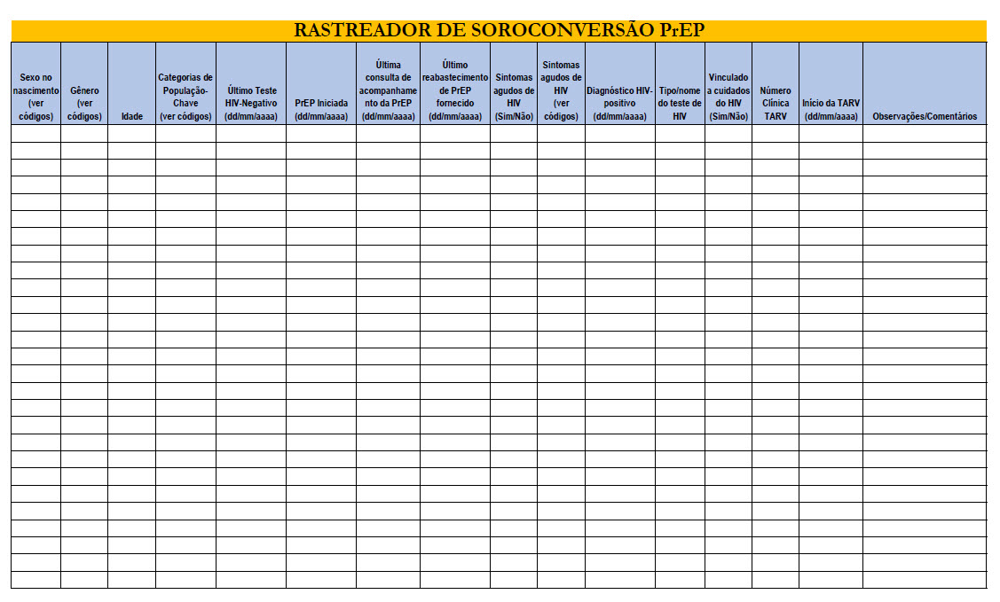 RASTREADOR DE SOROCONVERSÃO PrEP
Sexo no
nascimento
(ver
códigos)
Gênero
(ver
códigos)
Idade
Categorias de
População-
Chave
(ver códigos)
Último Teste
HIV-Negativo
(dd/mm/aaaa)
PrEP Iniciada
(dd/mm/aaaa)
Última
consulta de
acompanhame
nto da PrEP
(dd/mm/aaaa)
Último
reabastecimento
de PrEP
fornecido
(dd/mm/aaaa)
Sintomas
agudos de
HIV
(Sim/Não)
Sintomas
agudos de
HIV
(ver
códigos)
Diagnóstico HIV-
positivo
(dd/mm/aaaa)
Tipo/nome
do teste de
HIV
Vinculado
a cuidados
do HIV
(Sim/Não)
Número
Clínica
TARV
Início da TARV
(dd/mm/aaaa)
Observações/Comentários